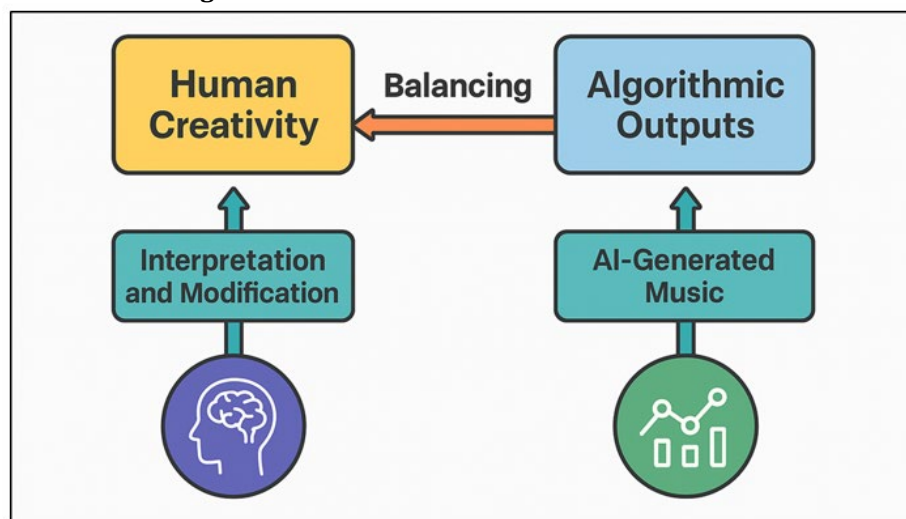 Human
Creativity
Balancing
Algorithmic
Outputs
Interpretation
and Modification
AI-Generated
Music